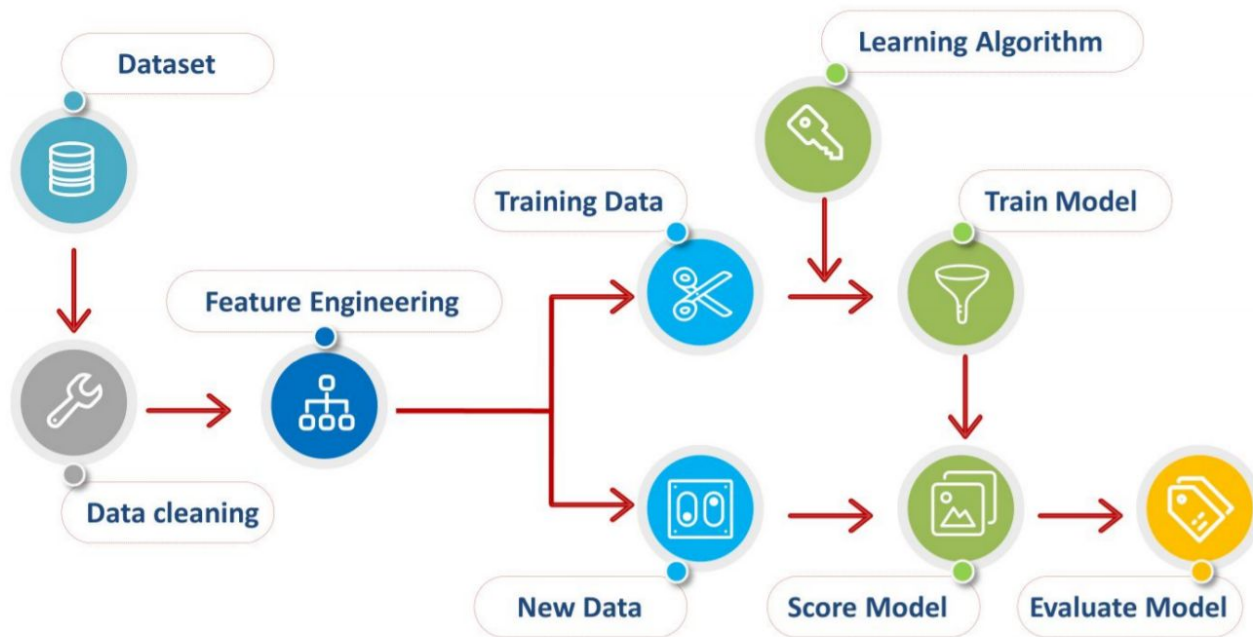 Dataset
Learning Algorithm
Training Data
Train Model
Feature Engineering
Data cleaning
New Data
Score Model
Evaluate Model